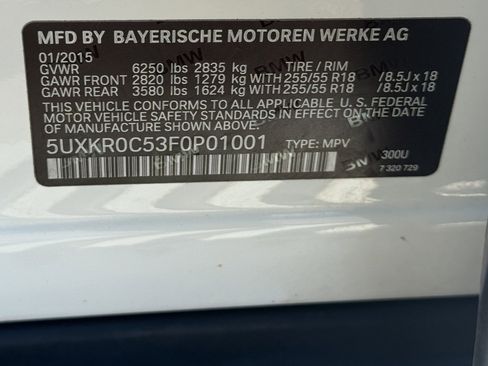 MFD BY BAYERISCHE MOTOREN WERKE AG
01/2015
GVWR 6250 lbs 2835 kg TIRE / RIM
GAWR FRONT 2820 lbs 1279 kg WITH 255/55 R18 /8.5J x 18
GAWR REAR 3580 lbs 1624 kg WITH 255/55 R18 /8.5J x 18
THIS VEHICLE CONFORMS TO ALL APPLICABLE U. S. FEDERAL
MOTOR VEHICLE SAFETY STANDARDS IN EFFECT ON THE DATE
OF MANUFACTURE SHOWN ABOVE.
5UXKR0C53F0P01001 TYPE: MPV
300U
7 320 729